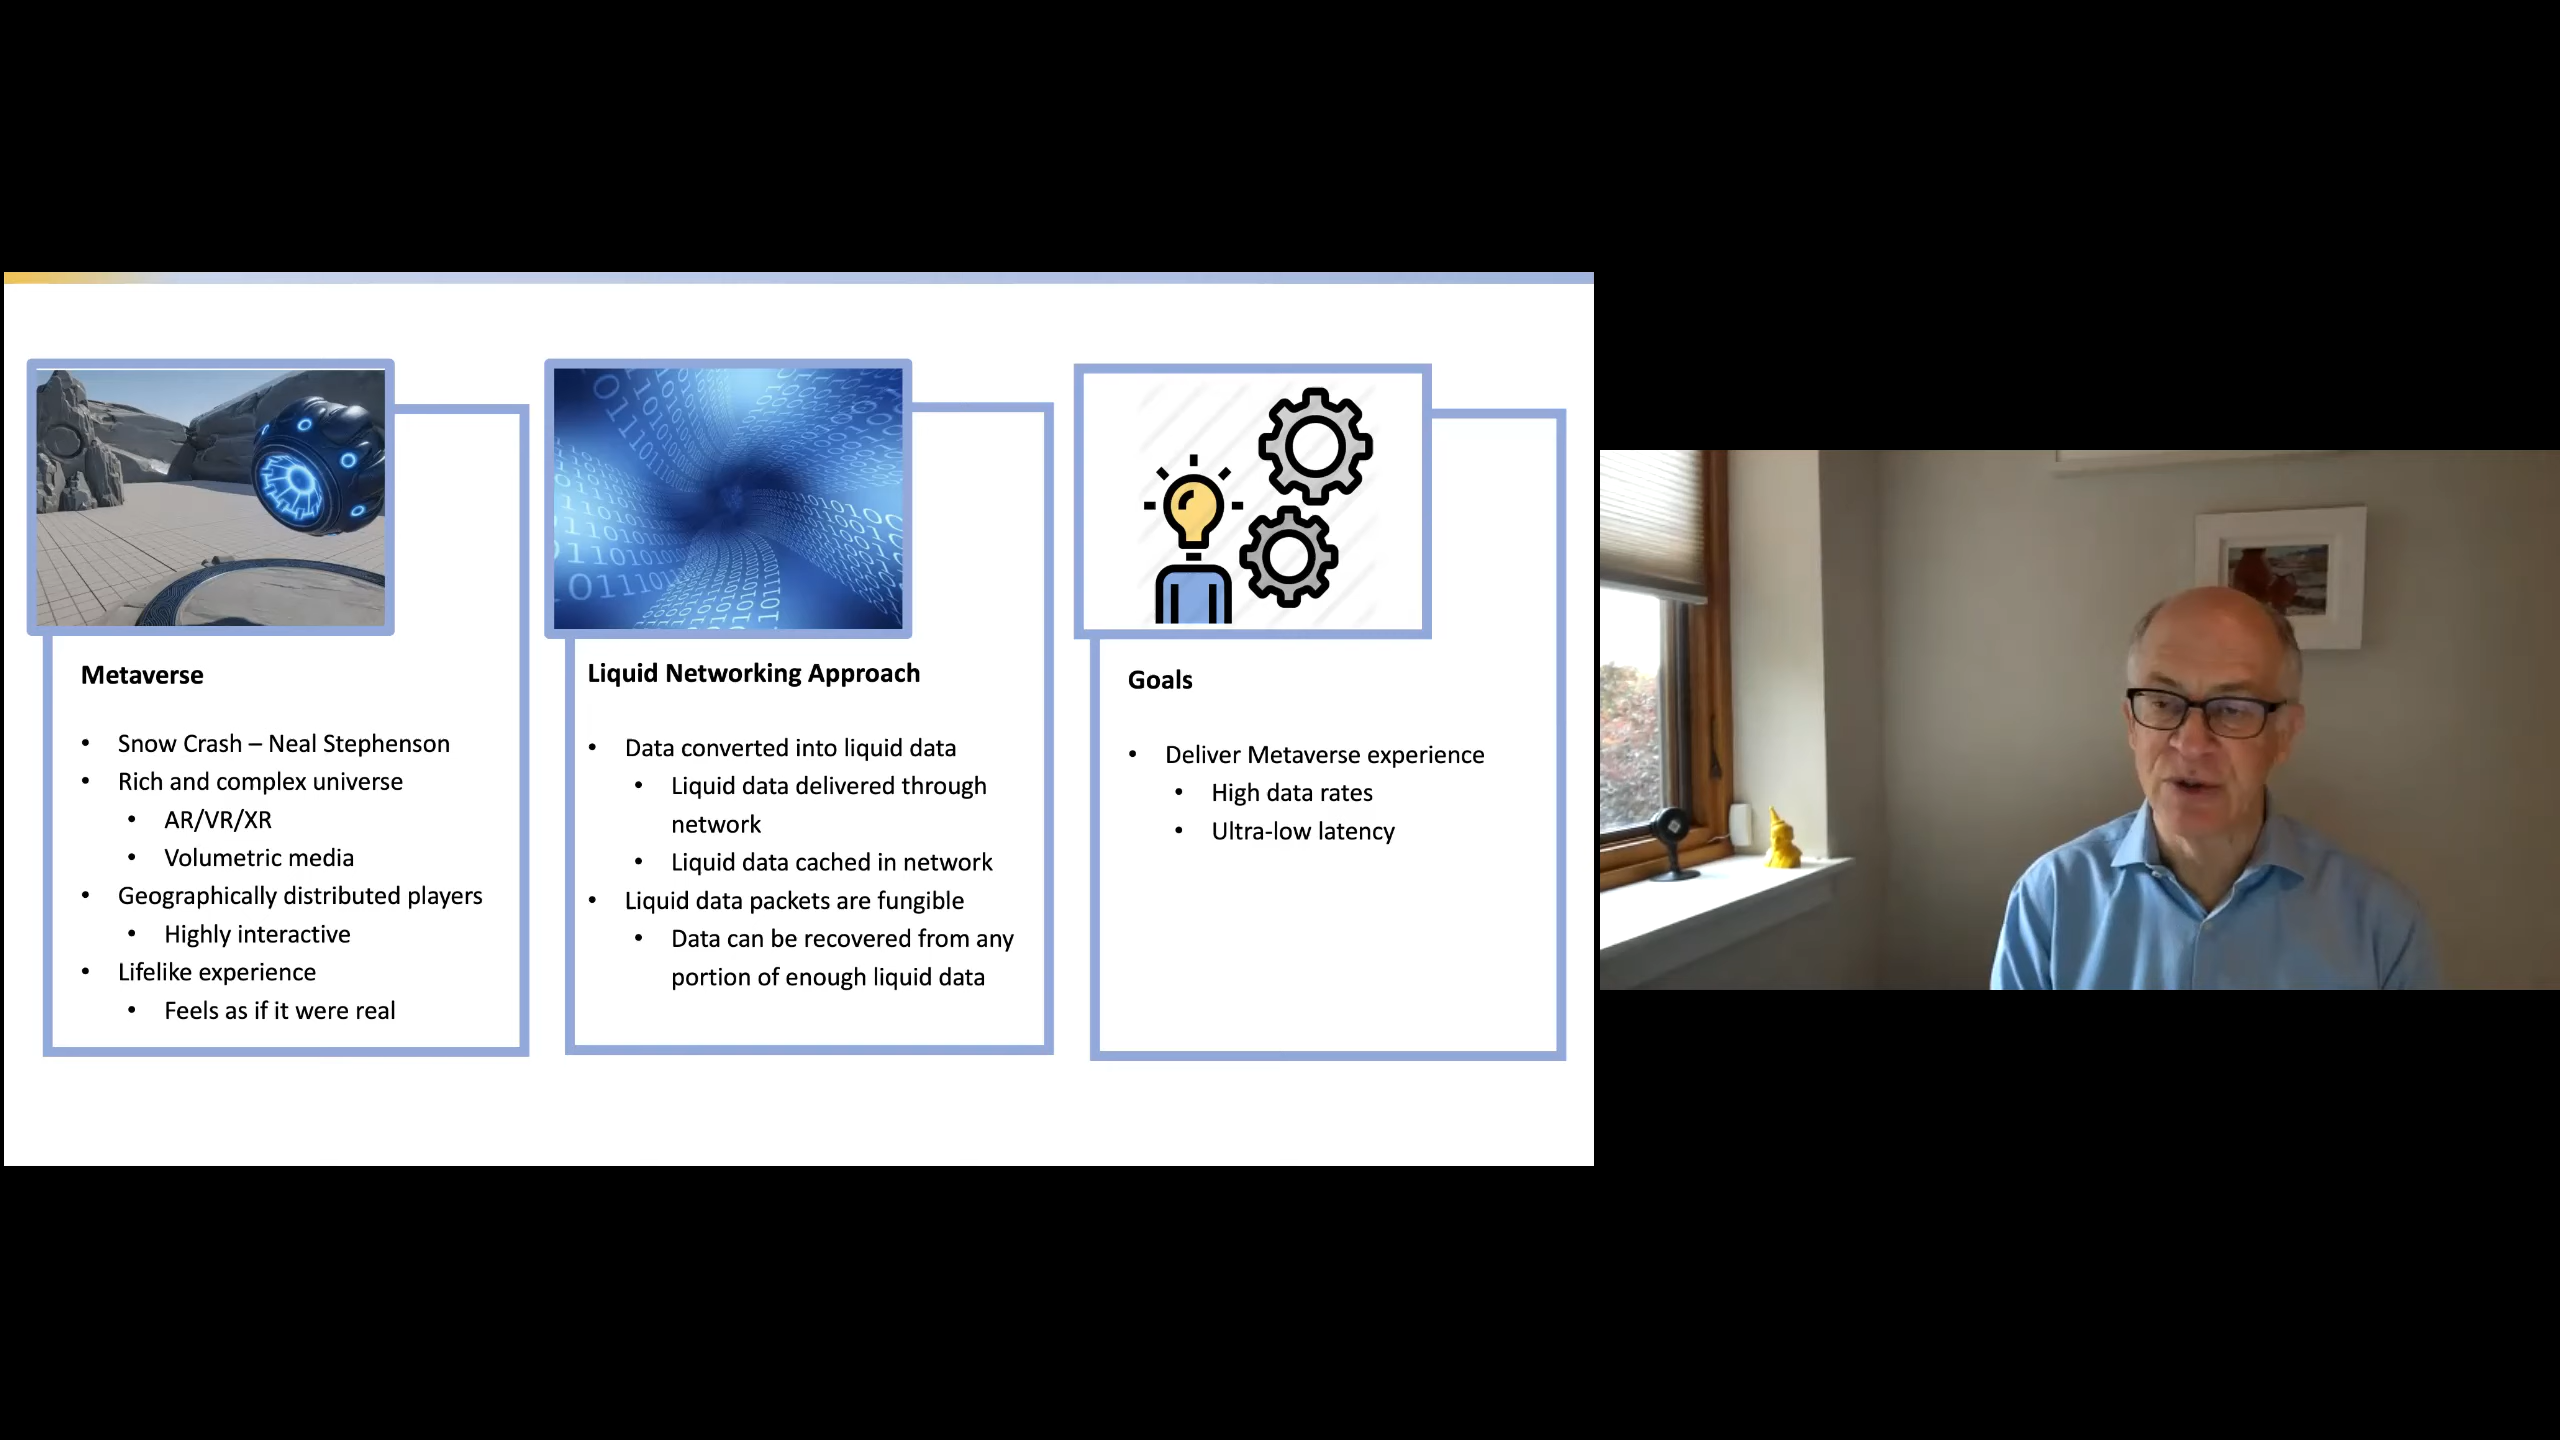 Metaverse
• Snow Crash – Neal Stephenson
• Rich and complex universe
• AR/VR/XR
• Volumetric media
• Geographically distributed players
• Highly interactive
• Lifelike experience
• Feels as if it were real
Liquid Networking Approach
• Data converted into liquid data
• Liquid data delivered through
network
• Liquid data cached in network
• Liquid data packets are fungible
• Data can be recovered from any
portion of enough liquid data
Goals
• Deliver Metaverse experience
• High data rates
• Ultra-low latency